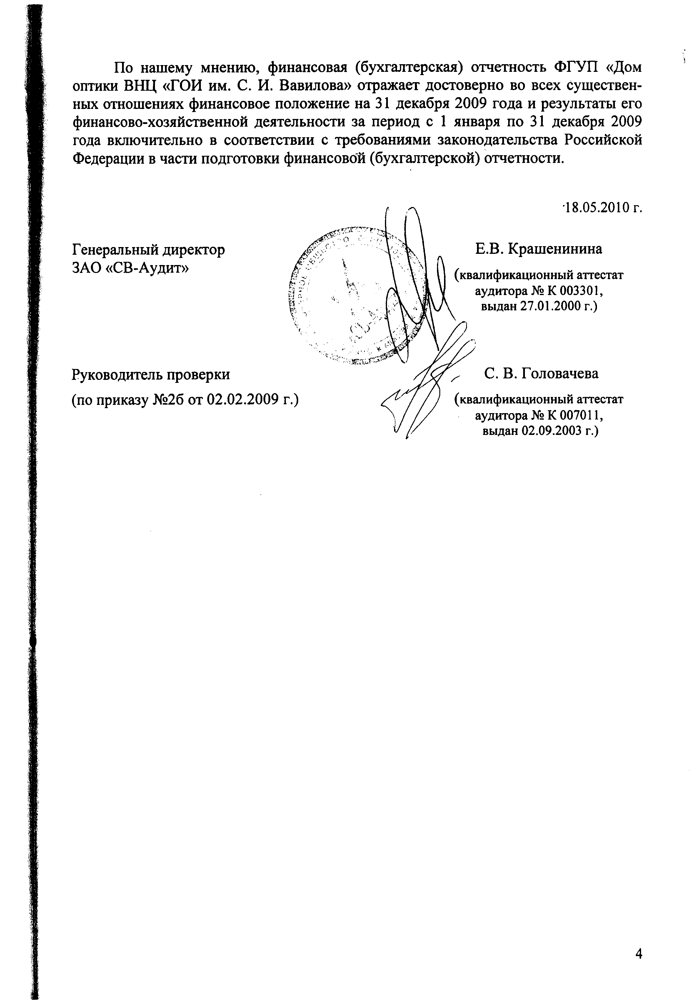 По нашему мнению, финансовая (бухгалтерская) отчетность ФГУП «Дом
оптики ВНЦ «ГОИ им. С. И. Вавилова» отражает достоверно во всех существен-
ных отношениях финансовое положение на 31 декабря 2009 года и результаты его
финансово-хозяйственной деятельности за период с 1 января по 31 декабря 2009
года включительно в соответствии с требованиями законодательства Российской
Федерации в части подготовки финансовой (бухгалтерской) отчетности.
18.05.2010 г.
Генеральный директор
ЗАО «СВ-Аудит»
Е.В. Крашенинина
(квалификационный аттестат
аудитора № К 003301,
выдан 27.01.2000 г.)
ОБЩЕСТВО
Руководитель проверки
(по приказу №2б от 02.02.2009 г.)
С. В. Головачева
(квалификационный аттестат
аудитора № К 007011,
выдан 02.09.2003 г.)
4